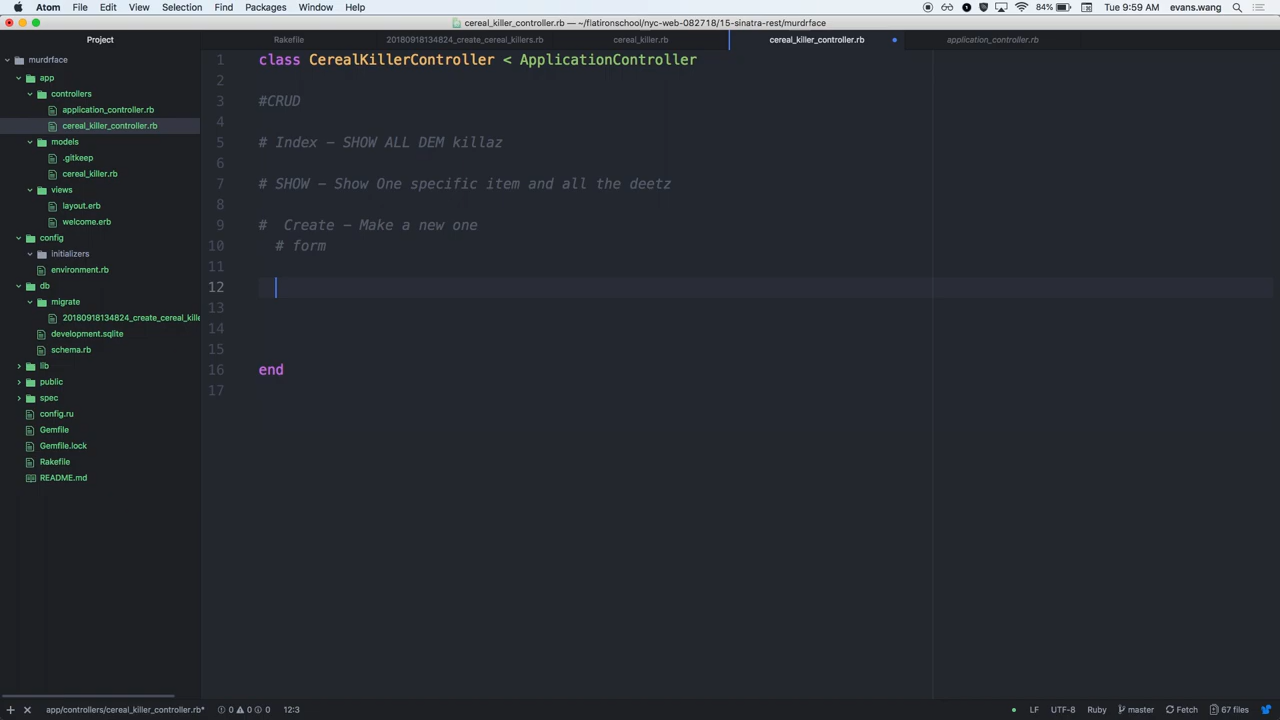 Atom File Edit View Selection Find Packages Window Help 84% Tue 9:59 AM evans.wang
cereal_killer_controller.rb — ~/flatironschool/nyc-web-082718/15-sinatra-rest/murdrface
Project Rakefile 20180918134824_create_cereal_killers.rb cereal_killer.rb cereal_killer_controller.rb application_controller.rb
murdrface
app
controllers
application_controller.rb
cereal_killer_controller.rb
models
.gitkeep
cereal_killer.rb
views
layout.erb
welcome.erb
config
initializers
environment.rb
db
migrate
20180918134824_create_cereal_kille
development.sqlite
schema.rb
lib
public
spec
config.ru
Gemfile
Gemfile.lock
Rakefile
README.md
1 class CerealKillerController < ApplicationController
2
3 #CRUD
4
5 # Index - SHOW ALL DEM killaz
6
7 # SHOW - Show One specific item and all the deetz
8
9 #  Create - Make a new one
10 # form
11
12
13
14
15
16 end
17
app/controllers/cereal_killer_controller.rb* 0 0 0 12:3 LF UTF-8 Ruby master Fetch 67 files